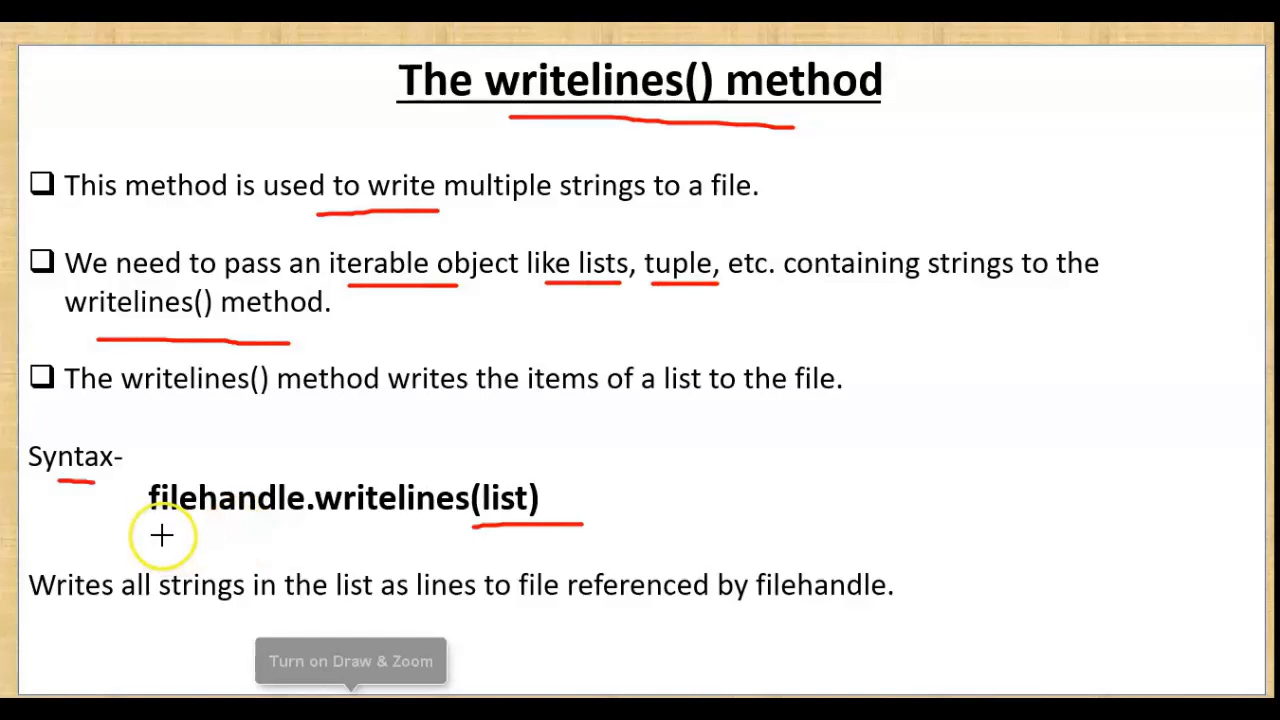 The writelines() method
❑ This method is used to write multiple strings to a file.
❑ We need to pass an iterable object like lists, tuple, etc. containing strings to the
writelines() method.
❑ The writelines() method writes the items of a list to the file.
Syntax-
filehandle.writelines(list)
Writes all strings in the list as lines to file referenced by filehandle.
Turn on Draw & Zoom